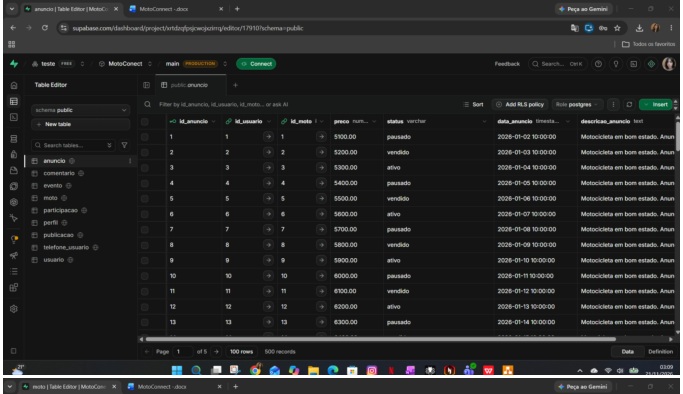 anuncio | Table Editor | MotoCon
MotoConnect -.docx
Peça ao Gemini
supabase.com/dashboard/project/
editor/17910?schema=public
Todos os favoritos
teste FREE
MotoConect
main PRODUCTION
Connect
Feedback
Search... Ctrl K
Table Editor
public.anuncio
schema public
New table
Search tables...
anuncio
comentario
evento
moto
participacao
perfil
publicacao
telefone_usuario
usuario
Filter by id_anuncio, id_usuario, id_moto... or ask AI
Sort
Add RLS policy
Role postgres
Insert
id_anuncio id_usuario id_moto preco num... status varchar data_anuncio timesta... descricao_anuncio text
1 1 1 5100.00 pausado 2026-01-02 10:00:00 Motocicleta em bom estado. Anun
2 2 2 5200.00 vendido 2026-01-03 10:00:00 Motocicleta em bom estado. Anun
3 3 3 5300.00 ativo 2026-01-04 10:00:00 Motocicleta em bom estado. Anun
4 4 4 5400.00 pausado 2026-01-05 10:00:00 Motocicleta em bom estado. Anun
5 5 5 5500.00 vendido 2026-01-06 10:00:00 Motocicleta em bom estado. Anun
6 6 6 5600.00 ativo 2026-01-07 10:00:00 Motocicleta em bom estado. Anun
7 7 7 5700.00 pausado 2026-01-08 10:00:00 Motocicleta em bom estado. Anun
8 8 8 5800.00 vendido 2026-01-09 10:00:00 Motocicleta em bom estado. Anun
9 9 9 5900.00 ativo 2026-01-10 10:00:00 Motocicleta em bom estado. Anun
10 10 10 6000.00 pausado 2026-01-11 10:00:00 Motocicleta em bom estado. Anun
11 11 11 6100.00 vendido 2026-01-12 10:00:00 Motocicleta em bom estado. Anun
12 12 12 6200.00 ativo 2026-01-13 10:00:00 Motocicleta em bom estado. Anun
13 13 13 6300.00 pausado 2026-01-14 10:00:00 Motocicleta em bom estado. Anun
Page 1 of 5 100 rows 500 records
Data Definition
21°
03:09
moto | Table Editor | MotoCon
MotoConnect -.docx
Peça ao Gemini